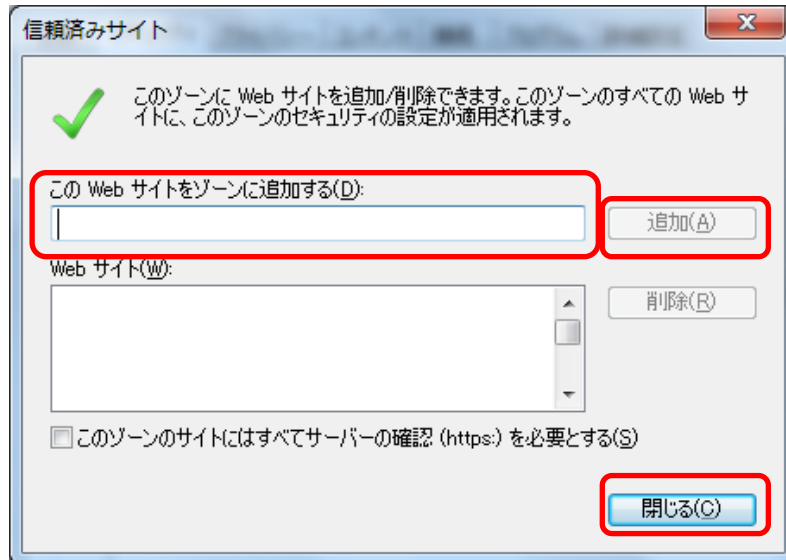 信頼済みサイト
このゾーンに Web サイトを追加/削除できます。このゾーンのすべての Web サ
イトに、このゾーンのセキュリティの設定が適用されます。
この Web サイトをゾーンに追加する(D):
追加(A)
Web サイト(W):
削除(R)
このゾーンのサイトにはすべてサーバーの確認 (https:) を必要とする(S)
閉じる(C)